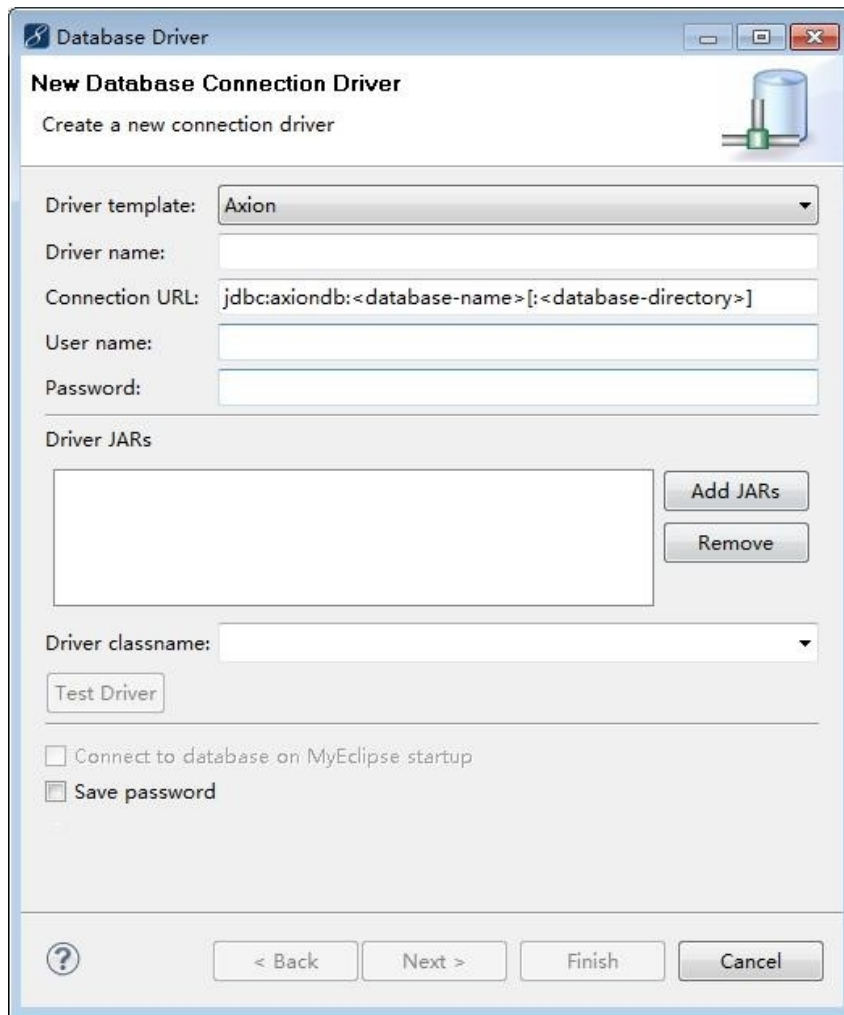 Database Driver
New Database Connection Driver
Create a new connection driver
Driver template: Axion
Driver name:
Connection URL: jdbc:axiondb:<database-name>[:<database-directory>]
User name:
Password:
Driver JARs
Add JARs
Remove
Driver classname:
Test Driver
Connect to database on MyEclipse startup
Save password
? < Back Next > Finish Cancel